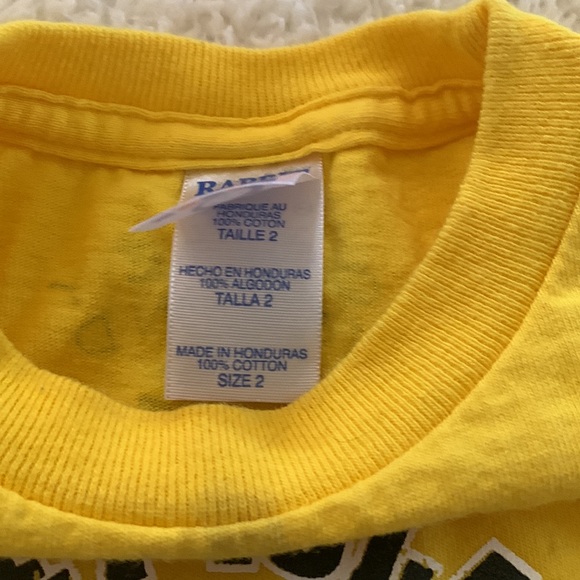 FABRIQUE AU
HONDURAS
100% COTON
TAILLE 2
HECHO EN HONDURAS
100% ALGODON
TALLA 2
MADE IN HONDURAS
100% COTTON
SIZE 2